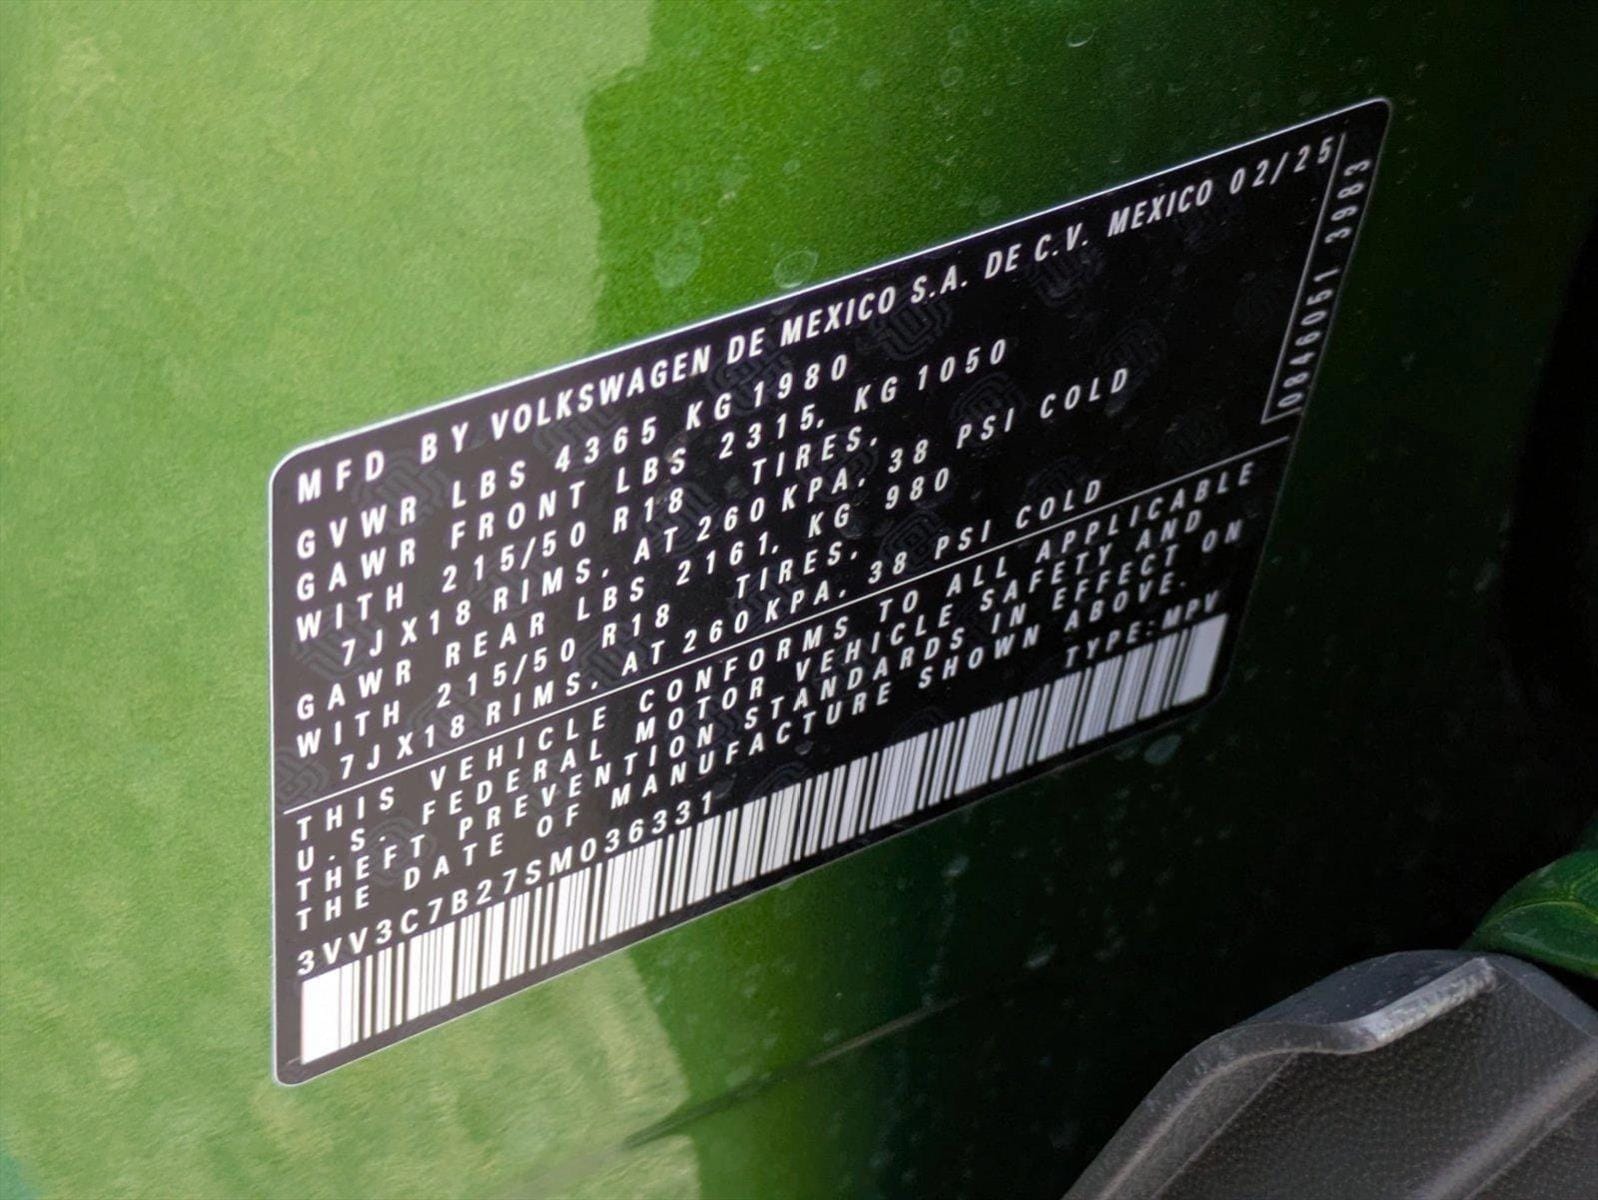 MFD BY VOLKSWAGEN DE MEXICO S.A. DE C.V. MEXICO 02/25
GVWR LBS 4365 KG 1980
GAWR FRONT LBS 2315, KG 1050
WITH 215/50 R18 TIRES,
7JX18 RIMS, AT 260 KPA, 38 PSI COLD
GAWR REAR LBS 2161, KG 980
WITH 215/50 R18 TIRES,
7JX18 RIMS, AT 260 KPA, 38 PSI COLD
THIS VEHICLE CONFORMS TO ALL APPLICABLE
U.S. FEDERAL MOTOR VEHICLE SAFETY AND
THEFT PREVENTION STANDARDS IN EFFECT ON
THE DATE OF MANUFACTURE SHOWN ABOVE.
3VV3C7B27SM036331 TYPE:MPV
0846051 3983